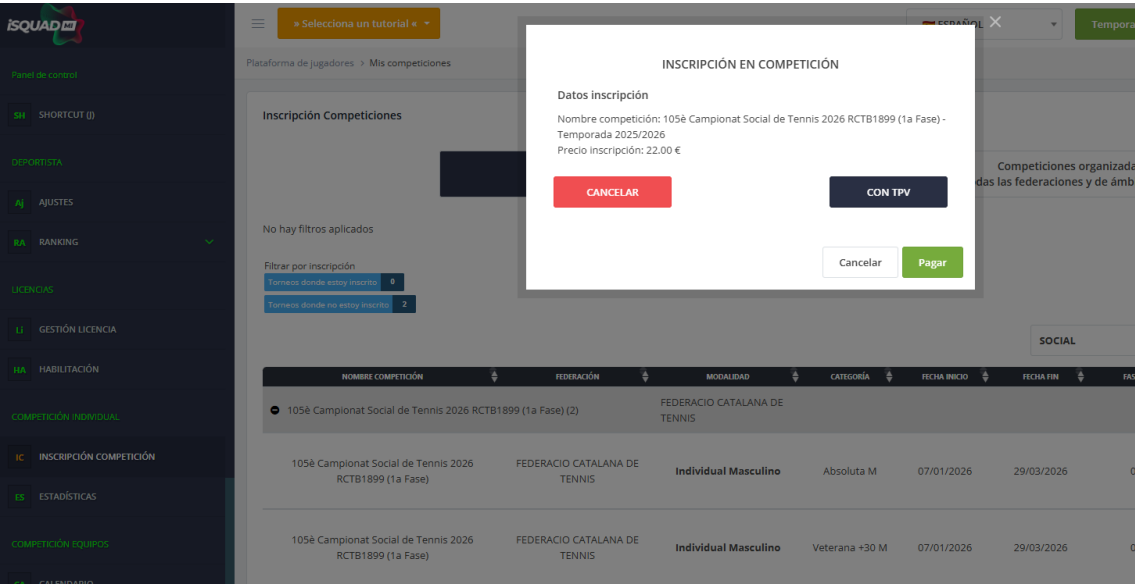 iSQUAD
» Selecciona un tutorial «
ESPAÑOL
Tempora
Panel de control
SH SHORTCUT (J)
DEPORTISTA
Aj AJUSTES
RA RANKING
LICENCIAS
Li GESTIÓN LICENCIA
HA HABILITACIÓN
COMPETICIÓN INDIVIDUAL
IC INSCRIPCIÓN COMPETICIÓN
ES ESTADÍSTICAS
COMPETICIÓN EQUIPOS
CA CALENDARIO
Plataforma de jugadores > Mis competiciones
Inscripción Competiciones
INSCRIPCIÓN EN COMPETICIÓN
Datos inscripción
Nombre competición: 105è Campionat Social de Tennis 2026 RCTB1899 (1a Fase) -
Temporada 2025/2026
Precio inscripción: 22.00 €
CANCELAR
CON TPV
Cancelar
Pagar
Competiciones organizada
das las federaciones y de ámb
No hay filtros aplicados
Filtrar por inscripción
Torneos donde estoy inscrito 0
Torneos donde no estoy inscrito 2
SOCIAL
NOMBRE COMPETICIÓN FEDERACIÓN MODALIDAD CATEGORÍA FECHA INICIO FECHA FIN FAS
105è Campionat Social de Tennis 2026 RCTB1899 (1a Fase) (2)
FEDERACIO CATALANA DE
TENNIS
105è Campionat Social de Tennis 2026
RCTB1899 (1a Fase)
FEDERACIO CATALANA DE
TENNIS
Individual Masculino
Absoluta M
07/01/2026
29/03/2026
105è Campionat Social de Tennis 2026
RCTB1899 (1a Fase)
FEDERACIO CATALANA DE
TENNIS
Individual Masculino
Veterana +30 M
07/01/2026
29/03/2026